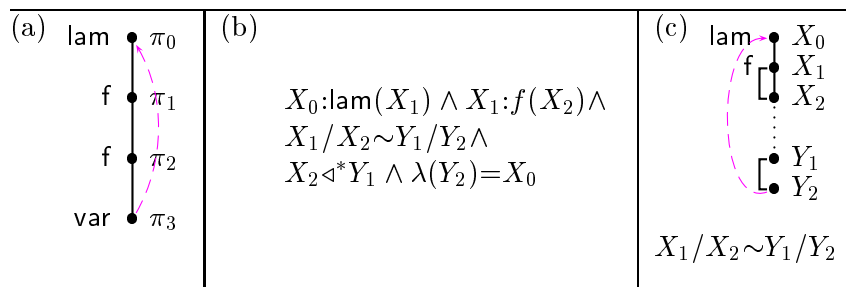 (a)
lam π₀
f π₁
f π₂
var π₃
(b)
X₀:lam(X₁) ∧ X₁:f(X₂)∧
X₁/X₂∼Y₁/Y₂∧
X₂◁*Y₁ ∧ λ(Y₂)=X₀
(c)
lam X₀
f X₁
X₂
Y₁
Y₂
X₁/X₂∼Y₁/Y₂